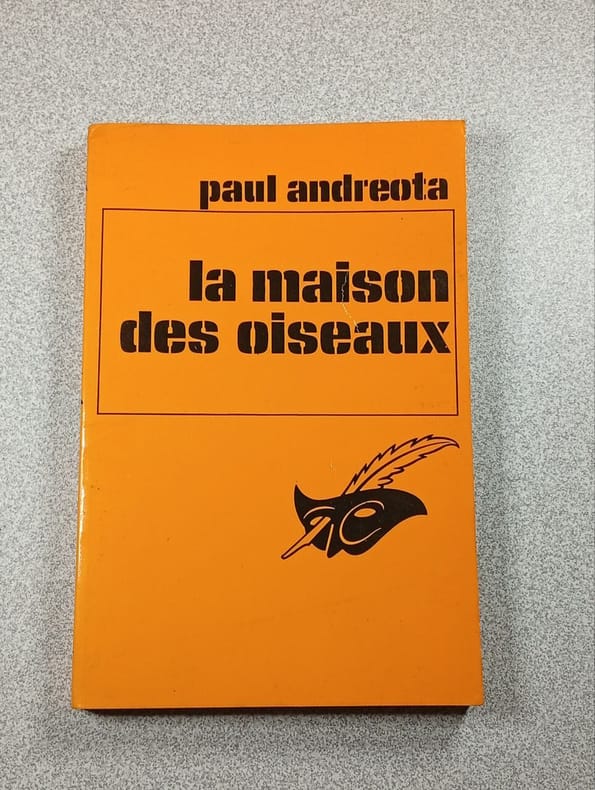 paul andreota
la maison
des oiseaux